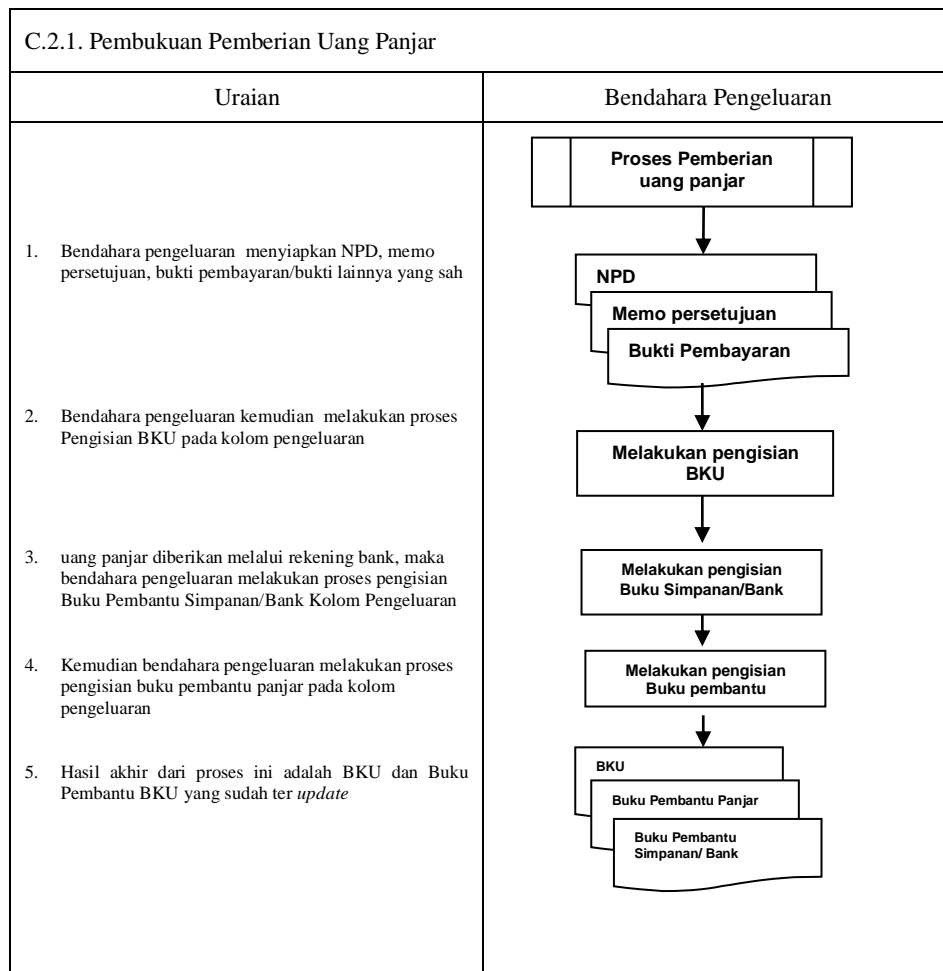 C.2.1. Pembukuan Pemberian Uang Panjar
Uraian
Bendahara Pengeluaran
1. Bendahara pengeluaran menyiapkan NPD, memo
persetujuan, bukti pembayaran/bukti lainnya yang sah
2. Bendahara pengeluaran kemudian melakukan proses
Pengisian BKU pada kolom pengeluaran
3. uang panjar diberikan melalui rekening bank, maka
bendahara pengeluaran melakukan proses pengisian
Buku Pembantu Simpanan/Bank Kolom Pengeluaran
4. Kemudian bendahara pengeluaran melakukan proses
pengisian buku pembantu panjar pada kolom
pengeluaran
5. Hasil akhir dari proses ini adalah BKU dan Buku
Pembantu BKU yang sudah ter update
Proses Pemberian
uang panjar
NPD
Memo persetujuan
Bukti Pembayaran
Melakukan pengisian
BKU
Melakukan pengisian
Buku Simpanan/Bank
Melakukan pengisian
Buku pembantu
BKU
Buku Pembantu Panjar
Buku Pembantu
Simpanan/ Bank